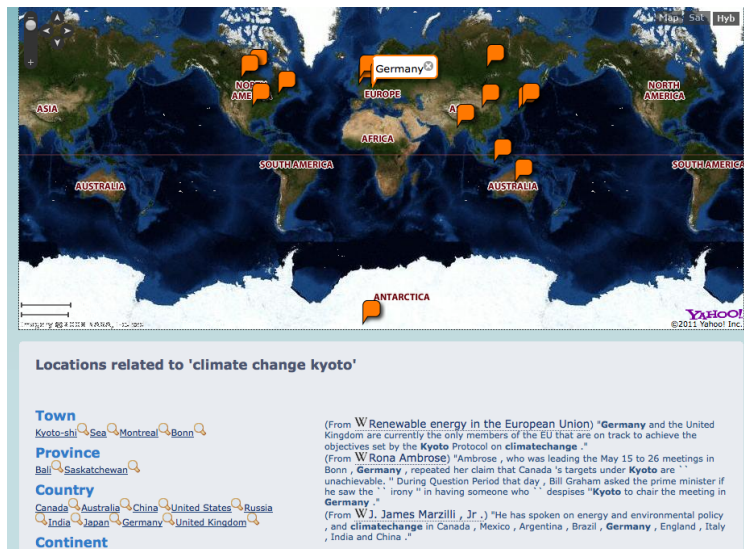 Map Sat Hyb
Germany
NORTH AMERICA
EUROPE
NORTH AMERICA
ASIA
AFRICA
SOUTH AMERICA
SOUTH AMERICA
AUSTRALIA
AUSTRALIA
ANTARCTICA
YAHOO!
©2011 Yahoo! Inc.
Locations related to 'climate change kyoto'
Town
Kyoto-shi Sea Montreal Bonn
Province
Bali Saskatchewan
Country
Canada Australia China United States Russia
India Japan Germany United Kingdom
Continent
(From W Renewable energy in the European Union) "Germany and the United
Kingdom are currently the only members of the EU that are on track to achieve the
objectives set by the Kyoto Protocol on climatechange ."
(From W Rona Ambrose) "Ambrose , who was leading the May 15 to 26 meetings in
Bonn , Germany , repeated her claim that Canada 's targets under Kyoto are ``
unachievable. " During Question Period that day , Bill Graham asked the prime minister if
he saw the `` irony " in having someone who `` despises "Kyoto to chair the meeting in
Germany ."
(From W J. James Marzilli , Jr .) "He has spoken on energy and environmental policy
, and climatechange in Canada , Mexico , Argentina , Brazil , Germany , England , Italy
, India and China ."